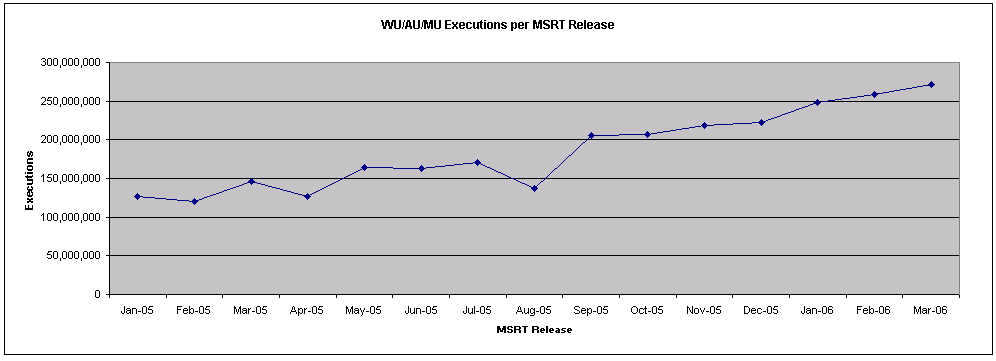 WU/AU/MU Executions per MSRT Release
300,000,000
250,000,000
200,000,000
150,000,000
100,000,000
50,000,000
0
Executions
Jan-05 Feb-05 Mar-05 Apr-05 May-05 Jun-05 Jul-05 Aug-05 Sep-05 Oct-05 Nov-05 Dec-05 Jan-06 Feb-06 Mar-06
MSRT Release